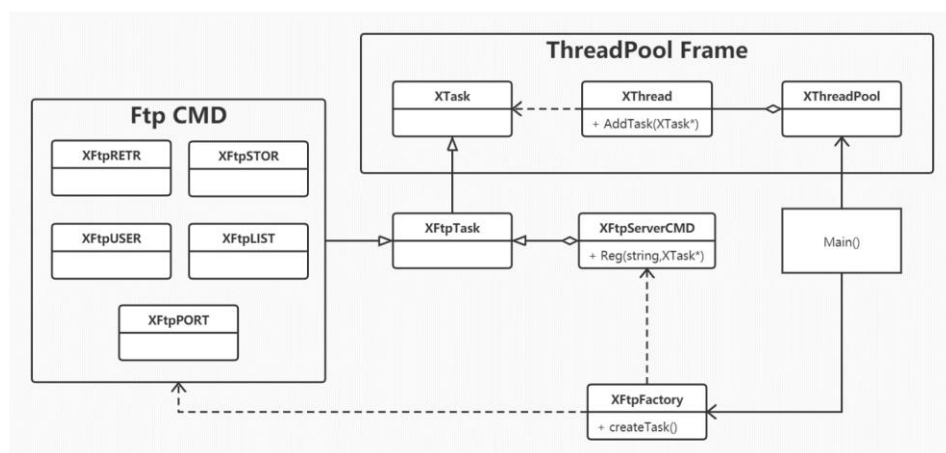 ThreadPool Frame
XTask
XThread
+ AddTask(XTask*)
XThreadPool
Ftp CMD
XFtpRETR
XFtpSTOR
XFtpUSER
XFtpLIST
XFtpPORT
XFtpTask
XFtpServerCMD
+ Reg(string,XTask*)
Main()
XFtpFactory
+ createTask()